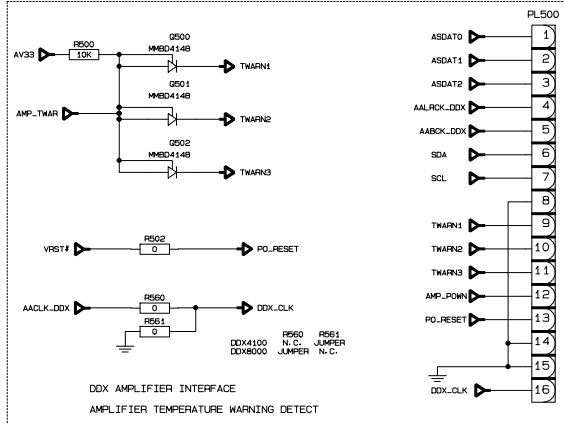 PL500
Q500
MMBD4148
AV33
R500
10K
TWARN1
Q501
MMBD4148
AMP_TWAR
TWARN2
Q502
MMBD4148
TWARN3
VRST#
R502
0
PO_RESET
AACLK_DDX
R560
0
DDX_CLK
R561
0
R560 R561
DDX4100 N.C. JUMPER
DDX8000 JUMPER N.C.
DDX AMPLIFIER INTERFACE
AMPLIFIER TEMPERATURE WARNING DETECT
ASDAT0 1
ASDAT1 2
ASDAT2 3
AALRCK_DDX 4
AABCK_DDX 5
SDA 6
SCL 7
8
TWARN1 9
TWARN2 10
TWARN3 11
AMP_POWN 12
PO_RESET 13
14
15
DDX_CLK 16